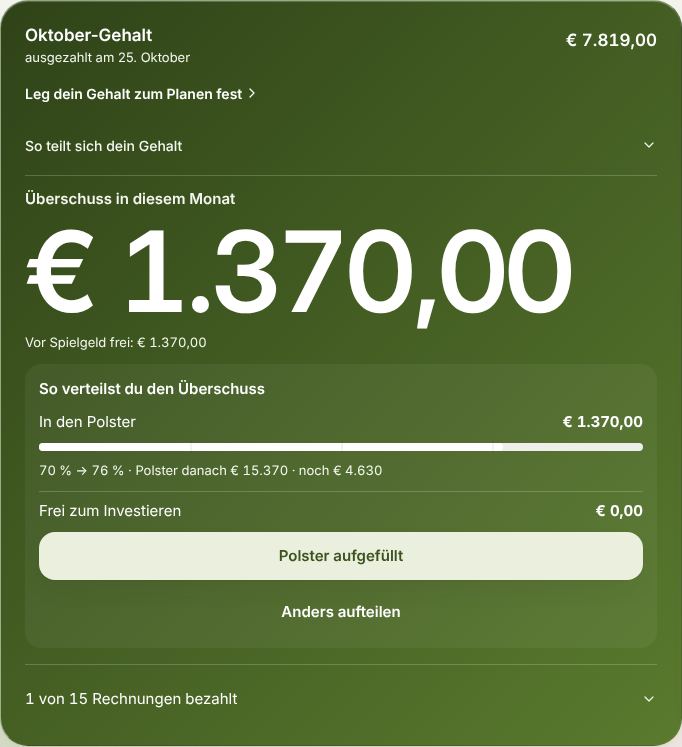 Oktober-Gehalt
€ 7.819,00
ausgezahlt am 25. Oktober
Leg dein Gehalt zum Planen fest
So teilt sich dein Gehalt
Überschuss in diesem Monat
€ 1.370,00
Vor Spielgeld frei: € 1.370,00
So verteilst du den Überschuss
In den Polster
€ 1.370,00
70 % → 76 % · Polster danach € 15.370 · noch € 4.630
Frei zum Investieren
€ 0,00
Polster aufgefüllt
Anders aufteilen
1 von 15 Rechnungen bezahlt